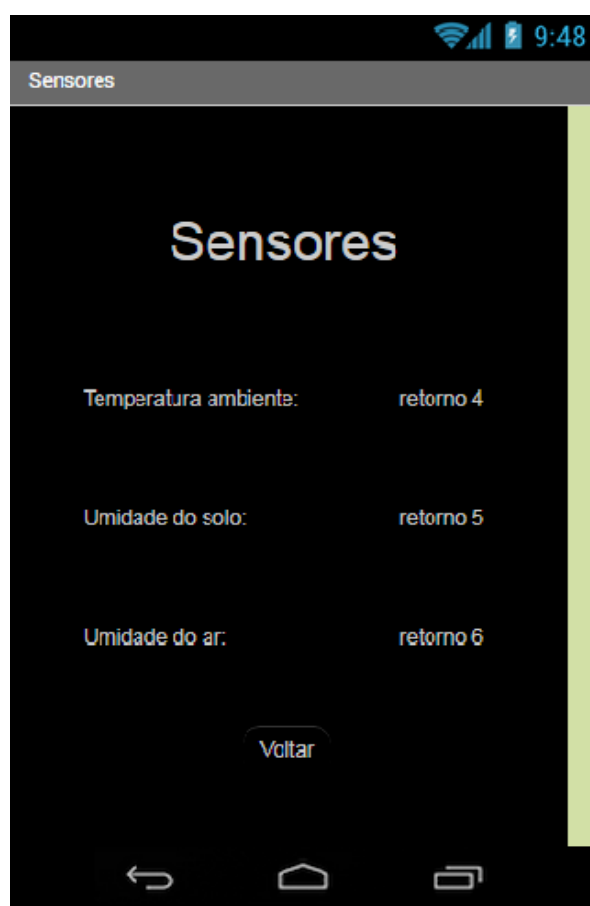 9:48
Sensores
Sensores
Temperatura ambiente: retorno 4
Umidade do solo: retorno 5
Umidade do ar: retorno 6
Voltar